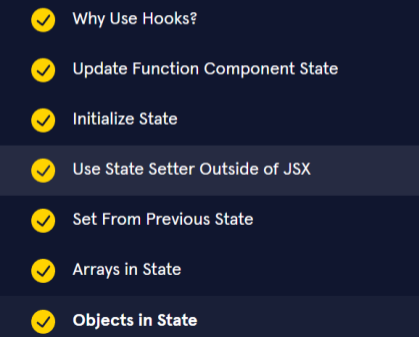 Why Use Hooks?
Update Function Component State
Initialize State
Use State Setter Outside of JSX
Set From Previous State
Arrays in State
Objects in State